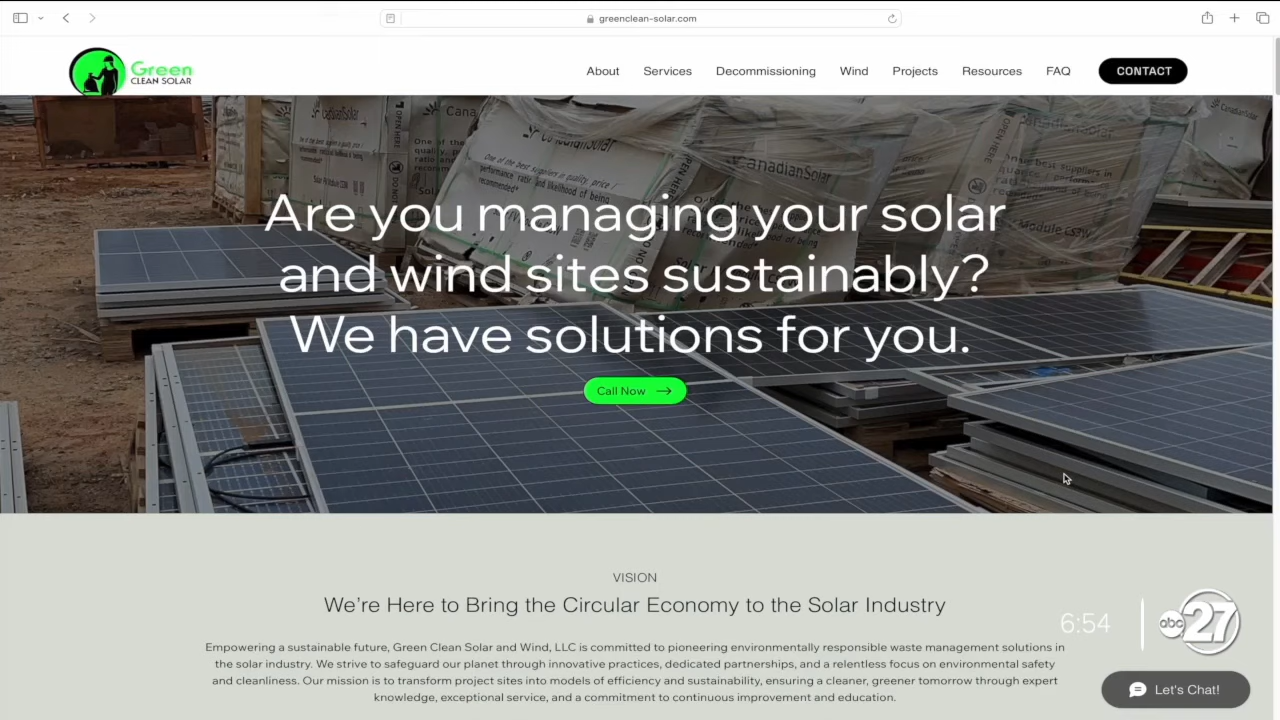 greenclean-solar.com
Green
CLEAN SOLAR
About
Services
Decommissioning
Wind
Projects
Resources
FAQ
CONTACT
CanadianSolar
OPEN HERE
CanadianSolar
Are you managing your solar
and wind sites sustainably?
We have solutions for you.
Call Now
VISION
We're Here to Bring the Circular Economy to the Solar Industry
Empowering a sustainable future, Green Clean Solar and Wind, LLC is committed to pioneering environmentally responsible waste management solutions in
the solar industry. We strive to safeguard our planet through innovative practices, dedicated partnerships, and a relentless focus on environmental safety
and cleanliness. Our mission is to transform project sites into models of efficiency and sustainability, ensuring a cleaner, greener tomorrow through expert
knowledge, exceptional service, and a commitment to continuous improvement and education.
6:54
abc 27
Let's Chat!